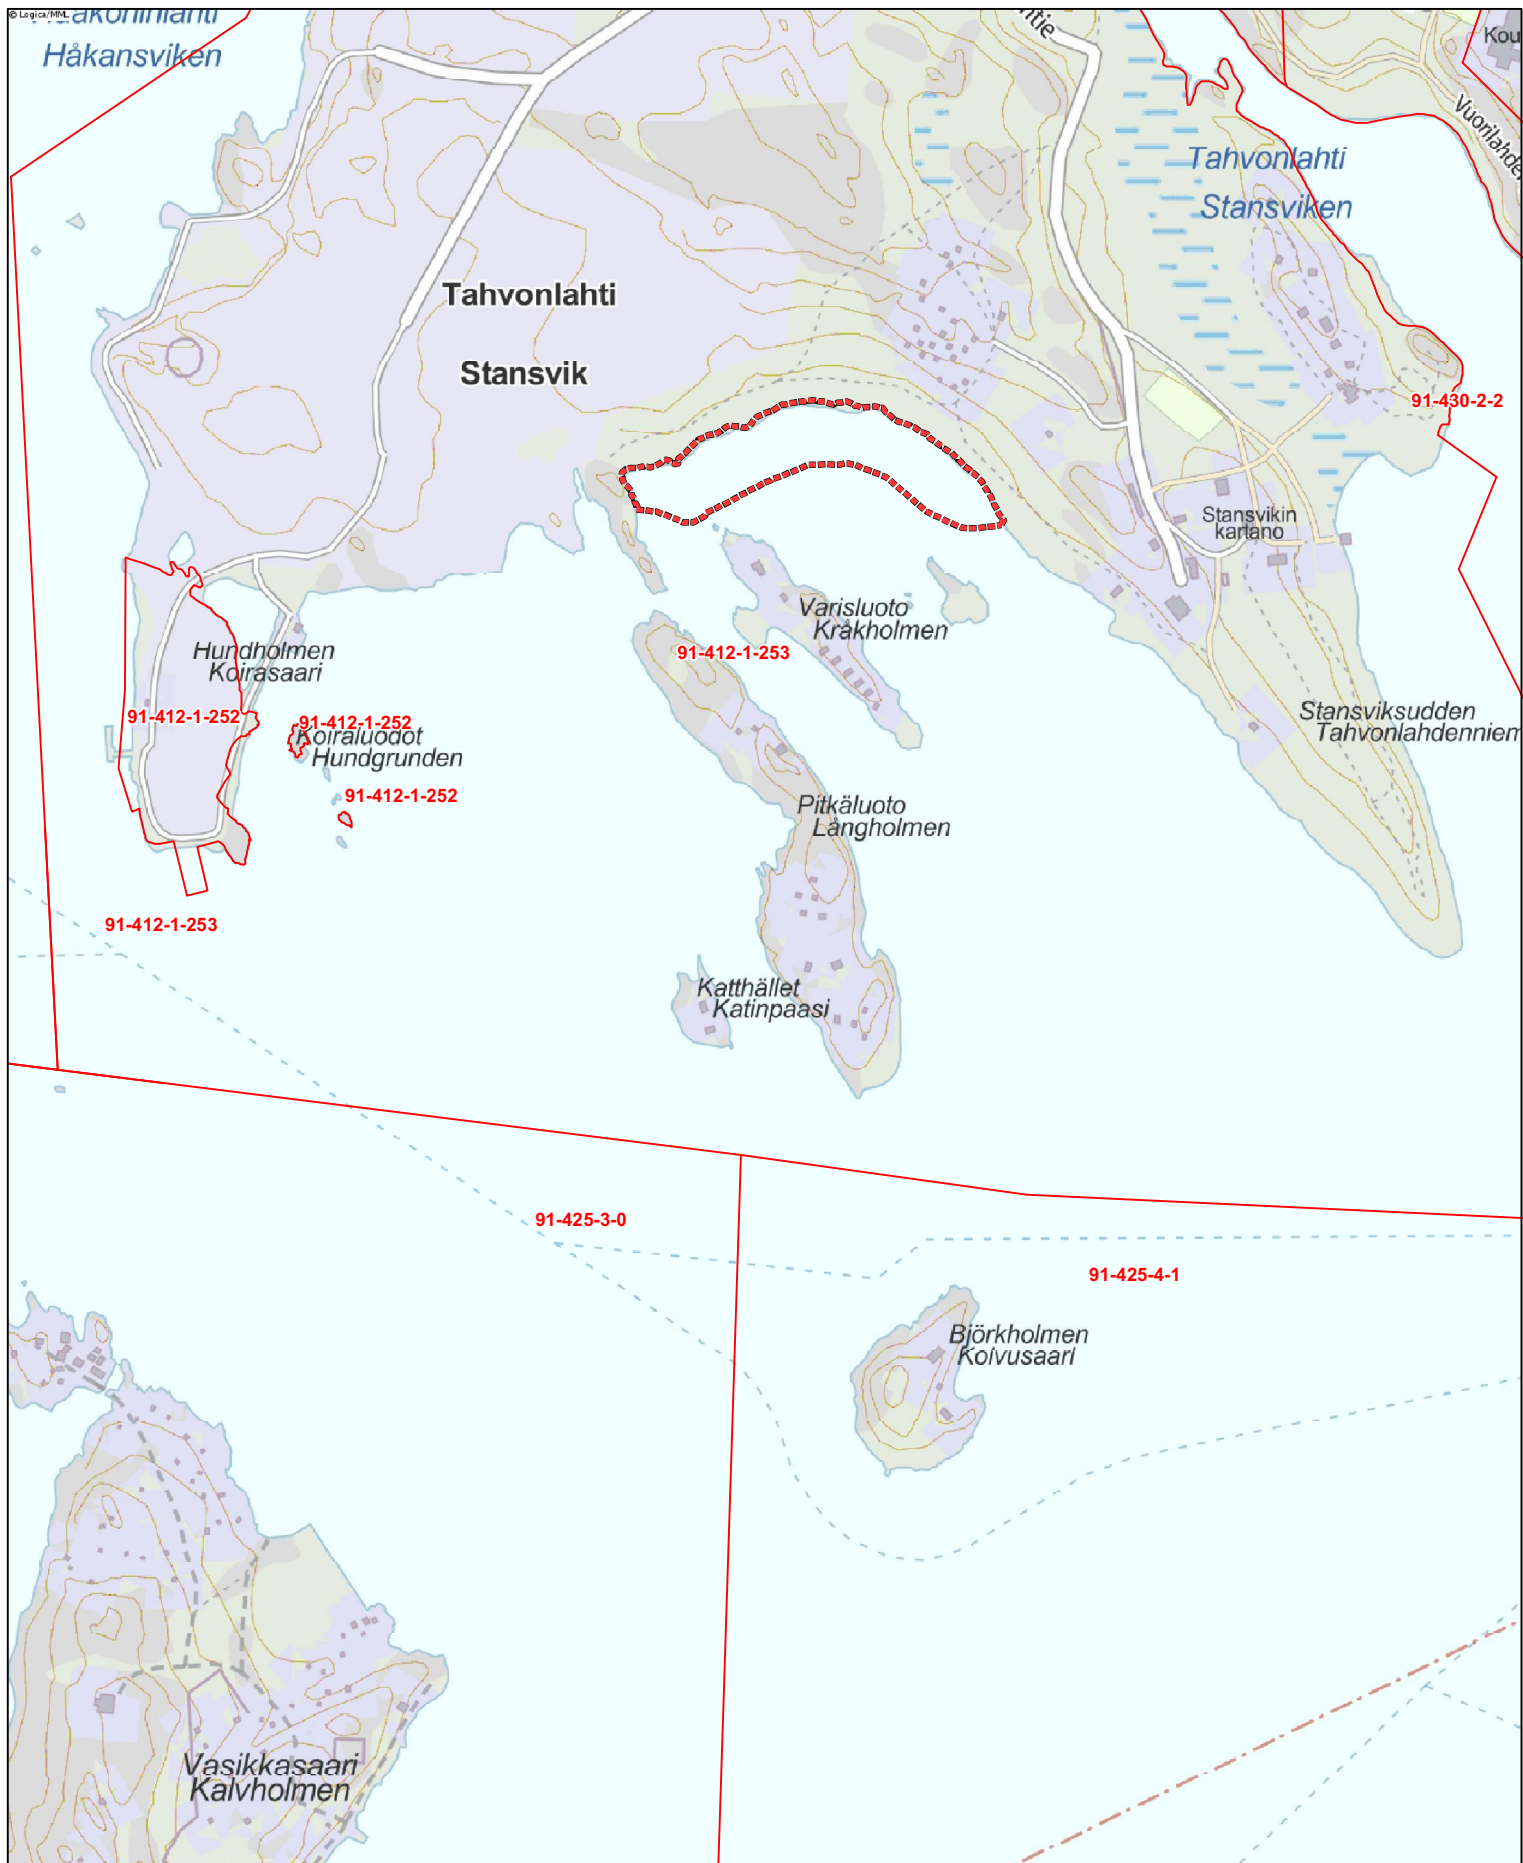 © Logica/MML
Håkansviken
Kou
Tahvonlahti
Stansviken
Tahvonlahti
Stansvik
91-430-2-2
Stansvikin
kartano
Varisluoto
Kråkholmen
91-412-1-253
Hundholmen
Koirasaari
91-412-1-252
91-412-1-252
Koiraluodot
Hundgrunden
91-412-1-252
Stansviksudden
Tahvonlahdenniem
Pitkäluoto
Långholmen
91-412-1-253
Katthället
Katinpaasi
91-425-3-0
91-425-4-1
Björkholmen
Koivusaari
Vasikkasaari
Kalvholmen